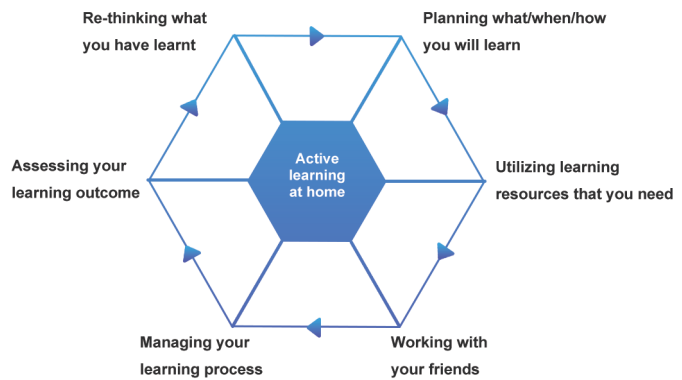 Re-thinking what
you have learnt
Planning what/when/how
you will learn
Active
learning
at home
Assessing your
learning outcome
Utilizing learning
resources that you need
Managing your
learning process
Working with
your friends